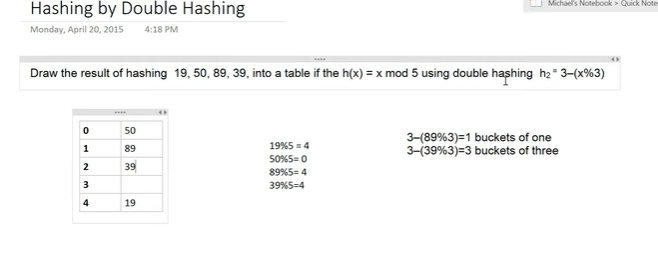 Michael's Notebook > Quick Note
Hashing by Double Hashing
Monday, April 20, 2015 4:18 PM
Draw the result of hashing 19, 50, 89, 39, into a table if the h(x) = x mod 5 using double hashing h₂ = 3–(x%3)
0 50
1 89
2 39
3
4 19
19%5 = 4
50%5= 0
89%5= 4
39%5=4
3–(89%3)=1 buckets of one
3–(39%3)=3 buckets of three